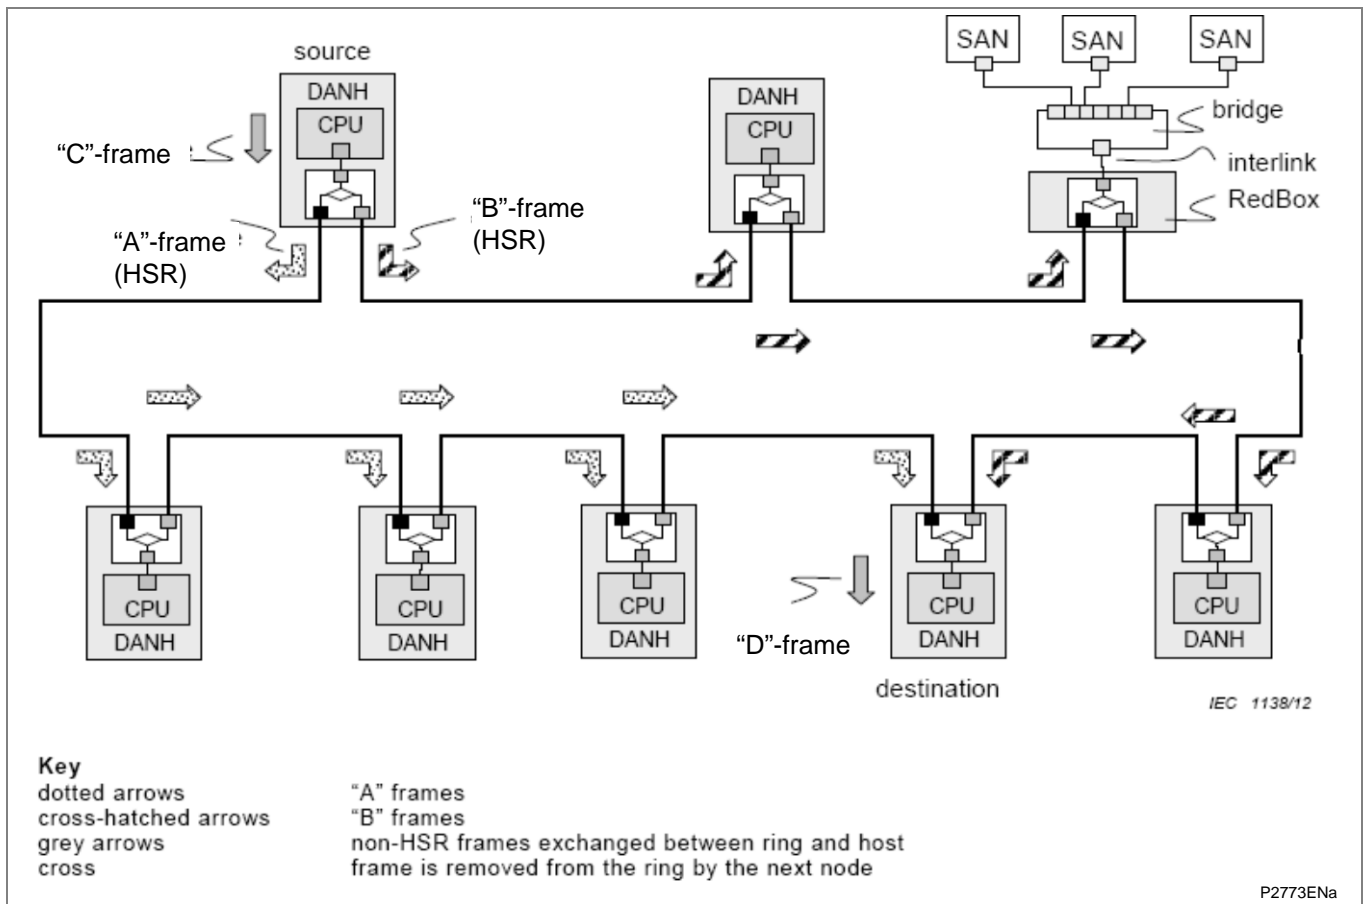 source
DANH
CPU
"C"-frame
"A"-frame
(HSR)
"B"-frame
(HSR)
DANH
CPU
SAN
SAN
SAN
bridge
interlink
RedBox
CPU
DANH
CPU
DANH
CPU
DANH
"D"-frame
CPU
DANH
destination
CPU
DANH
IEC 1138/12
Key
dotted arrows "A" frames
cross-hatched arrows "B" frames
grey arrows non-HSR frames exchanged between ring and host
cross frame is removed from the ring by the next node
P2773ENa